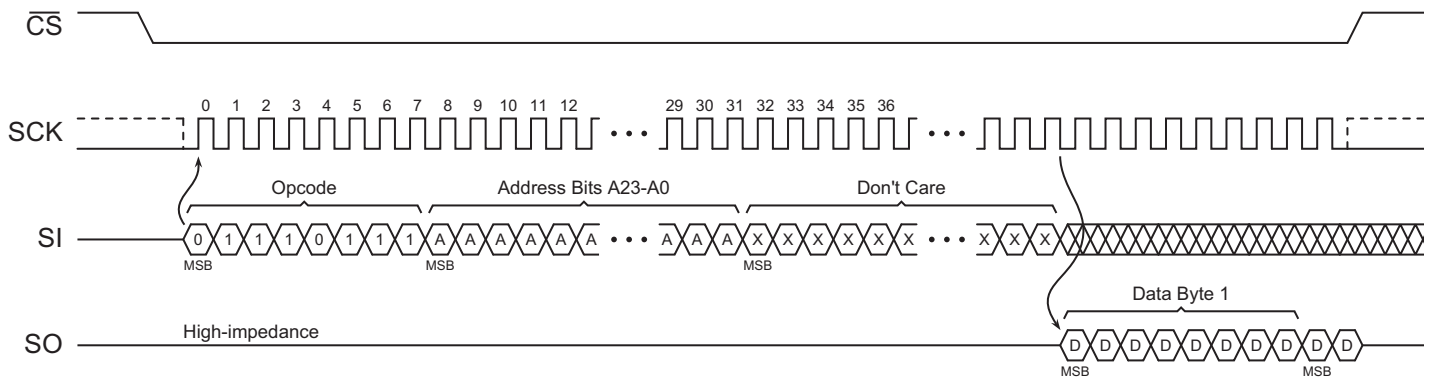 C̅S̅
0 1 2 3 4 5 6 7 8 9 10 11 12 29 30 31 32 33 34 35 36
SCK • • • • • •
Opcode Address Bits A23-A0 Don't Care
SI 0 1 1 1 0 1 1 1 A A A A A A • • • A A A X X X X X X • • • X X X
MSB MSB MSB
Data Byte 1
High-impedance
SO D D D D D D D D D D
MSB MSB